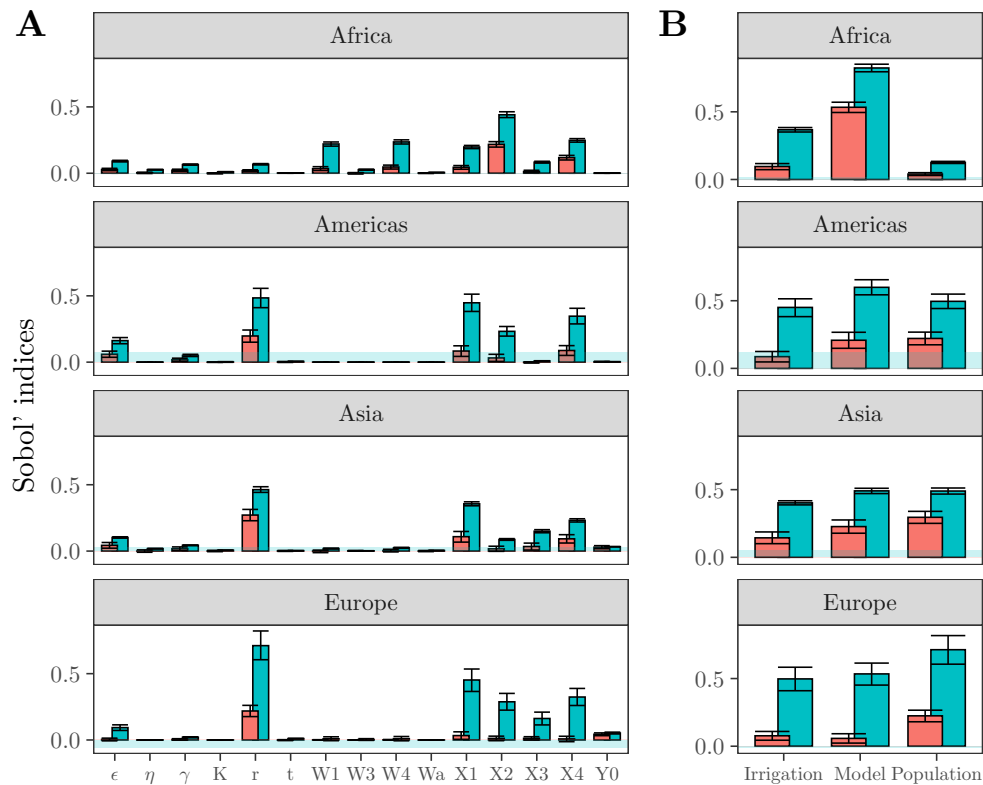 A
Africa
0.5
0.0
Americas
0.5
0.0
Asia
0.5
0.0
Europe
0.5
0.0
ϵ η γ K r t W1 W3 W4 Wa X1 X2 X3 X4 Y0
Sobol' indices
B
Africa
0.5
0.0
Americas
0.5
0.0
Asia
0.5
0.0
Europe
0.5
0.0
Irrigation Model Population